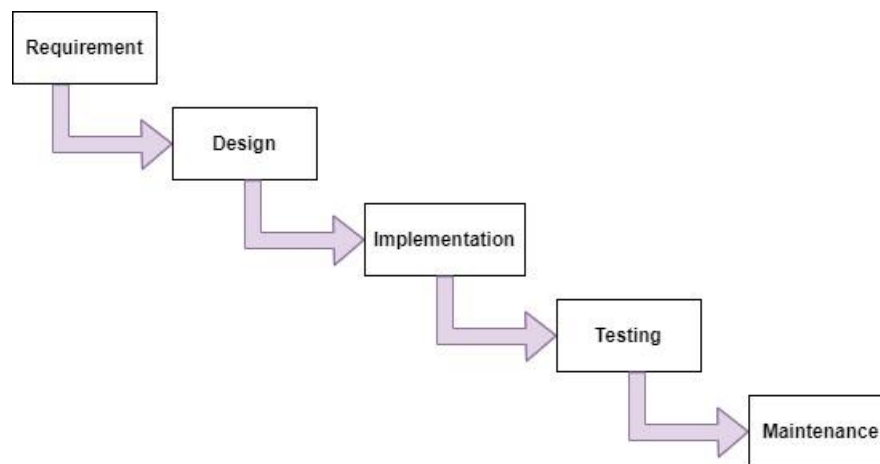 Requirement
Design
Implementation
Testing
Maintenance